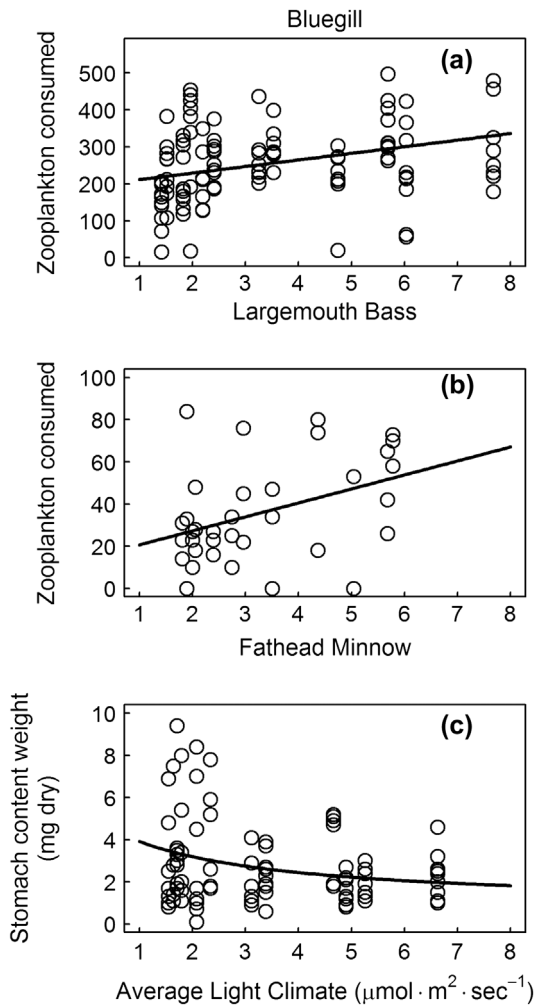 Bluegill
(a)
Zooplankton consumed
500
400
300
200
100
0
1 2 3 4 5 6 7 8
Largemouth Bass
(b)
Zooplankton consumed
100
80
60
40
20
0
1 2 3 4 5 6 7 8
Fathead Minnow
(c)
Stomach content weight
(mg dry)
10
8
6
4
2
0
1 2 3 4 5 6 7 8
Average Light Climate (μmol · m² · sec⁻¹)